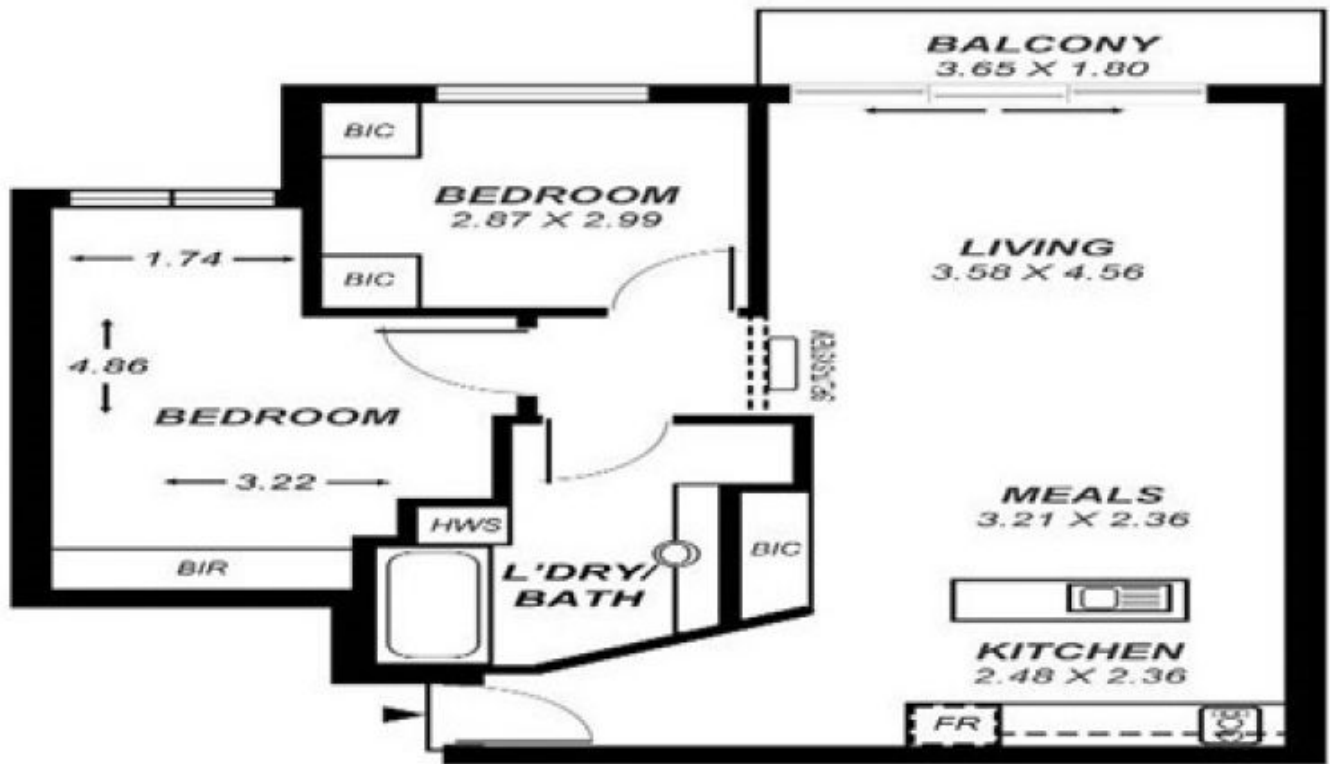 BALCONY
3.65 X 1.80
BIC
BEDROOM
2.87 X 2.99
BIC
1.74
4.86
BEDROOM
3.22
BIR
LIVING
3.58 X 4.56
SPLIT SYSTEM
MEALS
3.21 X 2.36
HWS
L'DRY/
BATH
BIC
KITCHEN
2.48 X 2.36
FR